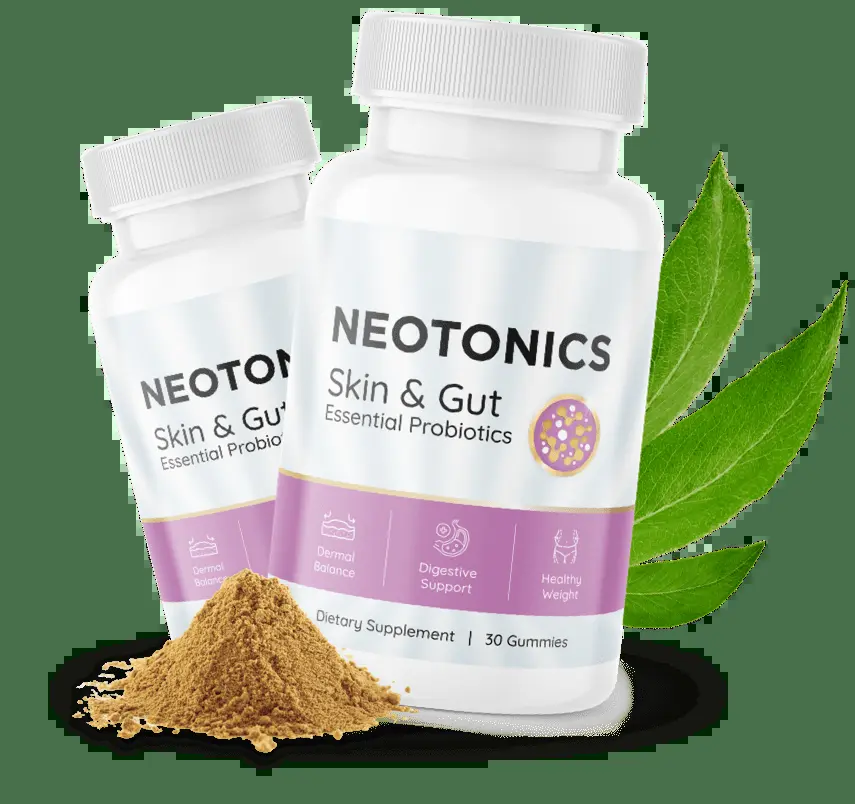 NEOTON
Skin & Gut
Essential Probio
Dermal
Balance
NEOTONICS
Skin & Gut
Essential Probiotics
Dermal
Balance
Digestive
Support
Healthy
Weight
Dietary Supplement | 30 Gummies